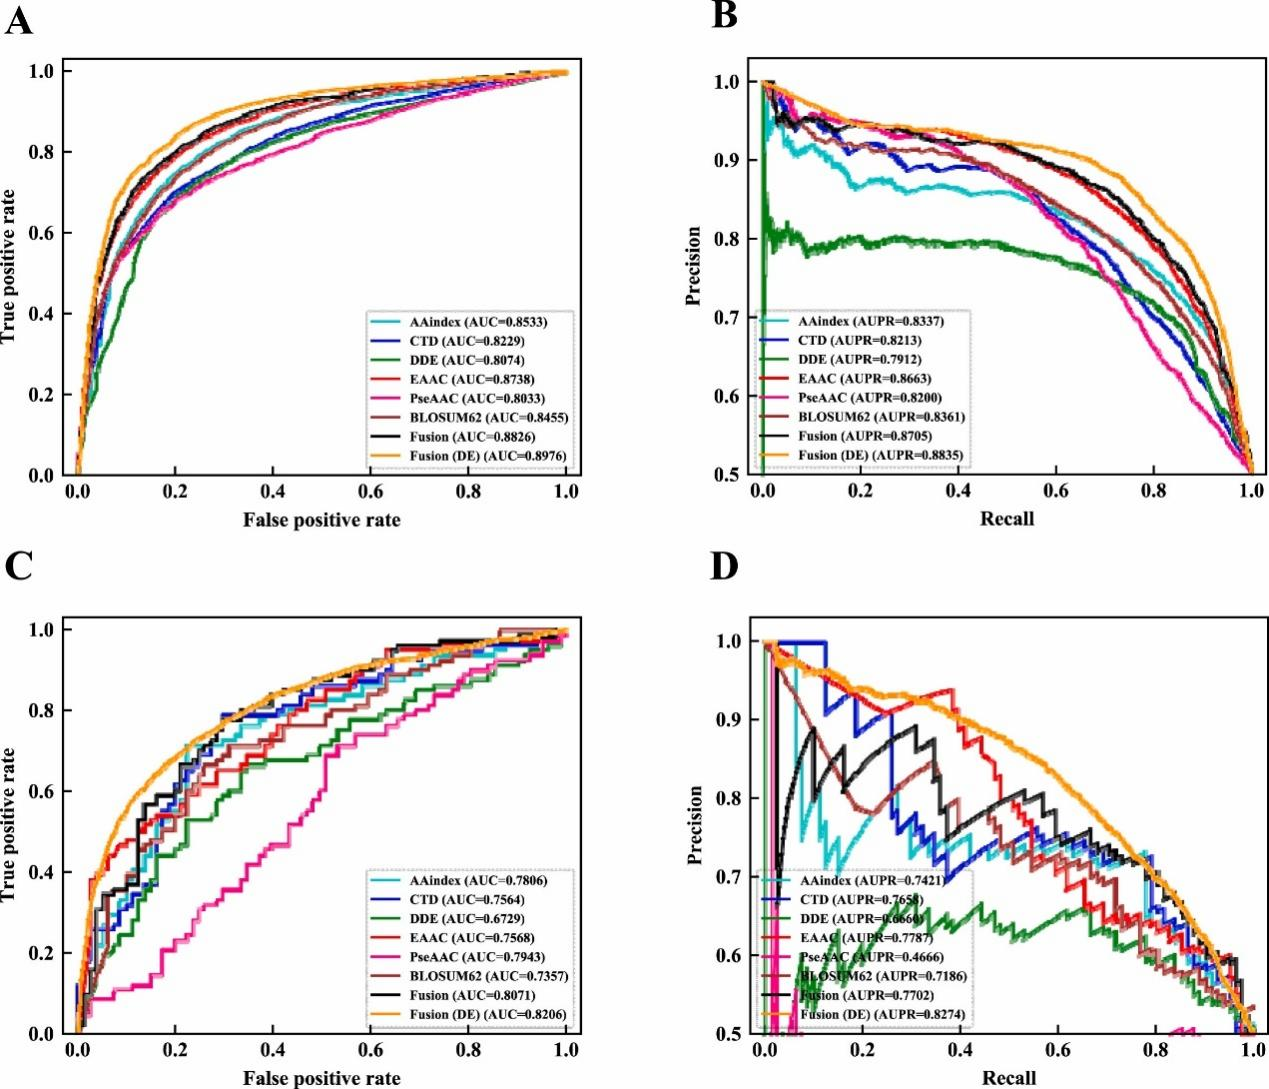 A
1.0
0.8
0.6
0.4
0.2
0.0
True positive rate
AAindex (AUC=0.8533)
CTD (AUC=0.8229)
DDE (AUC=0.8074)
EAAC (AUC=0.8738)
PseAAC (AUC=0.8033)
BLOSUM62 (AUC=0.8455)
Fusion (AUC=0.8826)
Fusion (DE) (AUC=0.8976)
0.0 0.2 0.4 0.6 0.8 1.0
False positive rate
B
1.0
0.9
0.8
0.7
0.6
0.5
Precision
AAindex (AUPR=0.8337)
CTD (AUPR=0.8213)
DDE (AUPR=0.7912)
EAAC (AUPR=0.8663)
PseAAC (AUPR=0.8200)
BLOSUM62 (AUPR=0.8361)
Fusion (AUPR=0.8705)
Fusion (DE) (AUPR=0.8835)
0.0 0.2 0.4 0.6 0.8 1.0
Recall
C
1.0
0.8
0.6
0.4
0.2
0.0
True positive rate
AAindex (AUC=0.7806)
CTD (AUC=0.7564)
DDE (AUC=0.6729)
EAAC (AUC=0.7568)
PseAAC (AUC=0.7943)
BLOSUM62 (AUC=0.7357)
Fusion (AUC=0.8071)
Fusion (DE) (AUC=0.8206)
0.0 0.2 0.4 0.6 0.8 1.0
False positive rate
D
1.0
0.9
0.8
0.7
0.6
0.5
Precision
AAindex (AUPR=0.7421)
CTD (AUPR=0.7658)
DDE (AUPR=0.6660)
EAAC (AUPR=0.7787)
PseAAC (AUPR=0.4666)
BLOSUM62 (AUPR=0.7186)
Fusion (AUPR=0.7702)
Fusion (DE) (AUPR=0.8274)
0.0 0.2 0.4 0.6 0.8 1.0
Recall